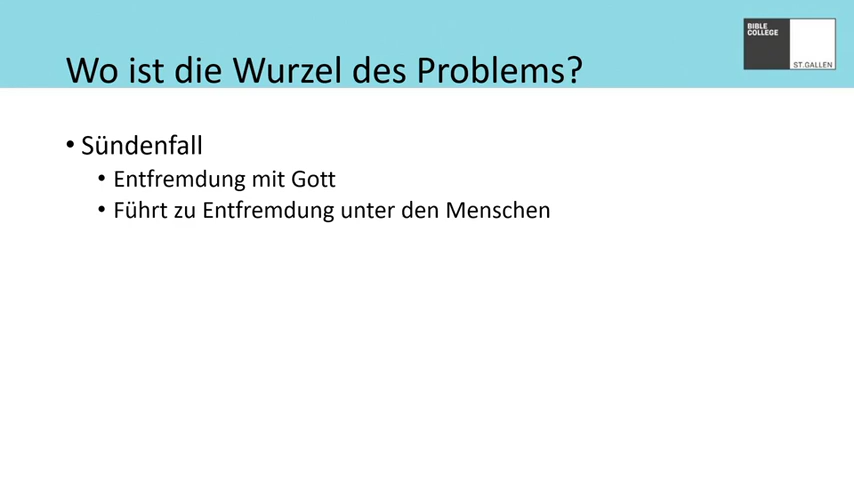 BIBLE
COLLEGE
ST.GALLEN
Wo ist die Wurzel des Problems?
• Sündenfall
• Entfremdung mit Gott
• Führt zu Entfremdung unter den Menschen